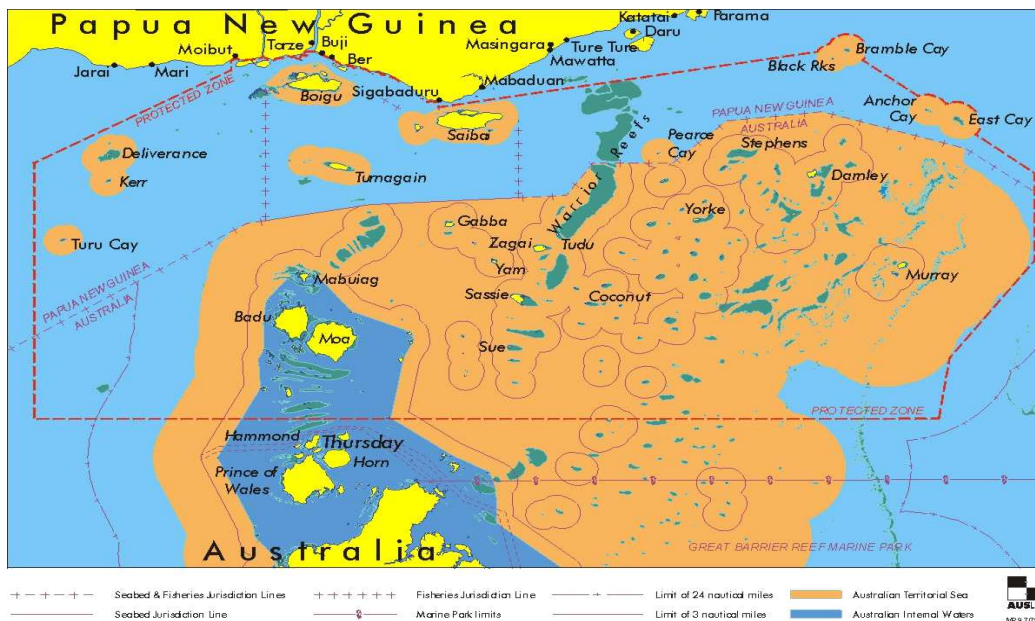 Papua New Guinea
Katatai
Parama
Daru
Moibut
Tarze
Buji
Ber
Masingara
Ture Ture
Mawatta
Bramble Cay
Black Rks
Jarai
Mari
Boigu
Sigabaduru
Mabaduan
PROTECTED ZONE
Saibai
Anchor
Cay
East Cay
PAPUA NEW GUINEA
AUSTRALIA
Deliverance
Kerr
Turnagain
Warrior Reefs
Pearce
Cay
Stephens
Darnley
Turu Cay
Gabba
Yorke
Zagai
Tudu
Yam
Murray
PAPUA NEW GUINEA
AUSTRALIA
Mabuiag
Sassie
Coconut
Badu
Moa
Sue
PROTECTED ZONE
Hammond
Thursday
Horn
Prince of
Wales
Australia
GREAT BARRIER REEF MARINE PARK
Seabed & Fisheries Jurisdiction Lines
Fisheries Jurisdiction Line
Limit of 24 nautical miles
Australian Territorial Sea
Seabed Jurisdiction Line
Marine Park limits
Limit of 3 nautical miles
Australian Internal Waters
AUSL